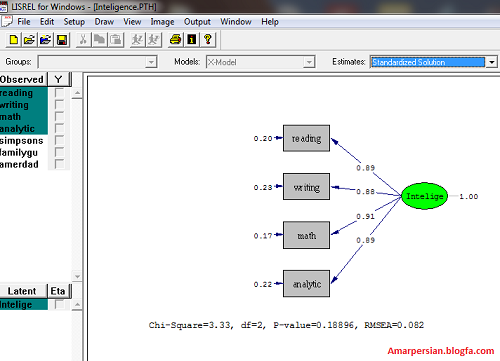 LISREL for Windows - [Inteligence.PTH]
File Edit Setup Draw View Image Output Window Help
Groups: Models: X-Model Estimates: Standardized Solution
Observed Y
reading
writing
math
analytic
simpsons
familygu
amerdad
Latent Eta
Intelige
0.20 reading
0.89
0.23 writing
0.88
Intelige 1.00
0.91
0.17 math
0.89
0.22 analytic
Chi-Square=3.33, df=2, P-value=0.18896, RMSEA=0.082
Amarpersian.blogfa.com